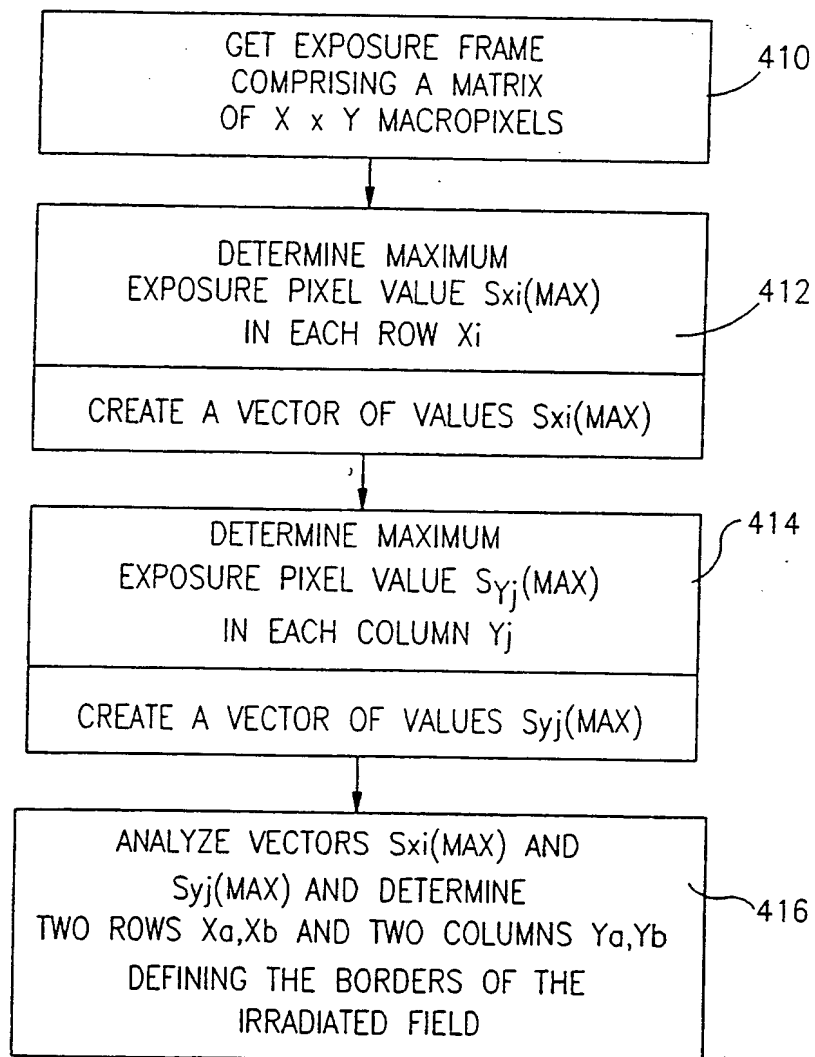 GET EXPOSURE FRAME
COMPRISING A MATRIX
OF X x Y MACROPIXELS
410
DETERMINE MAXIMUM
EXPOSURE PIXEL VALUE Sxi(MAX)
IN EACH ROW Xi
412
CREATE A VECTOR OF VALUES Sxi(MAX)
DETERMINE MAXIMUM
EXPOSURE PIXEL VALUE SYj(MAX)
IN EACH COLUMN Yj
414
CREATE A VECTOR OF VALUES Syj(MAX)
ANALYZE VECTORS Sxi(MAX) AND
Syj(MAX) AND DETERMINE
TWO ROWS Xa,Xb AND TWO COLUMNS Ya,Yb
DEFINING THE BORDERS OF THE
IRRADIATED FIELD
416